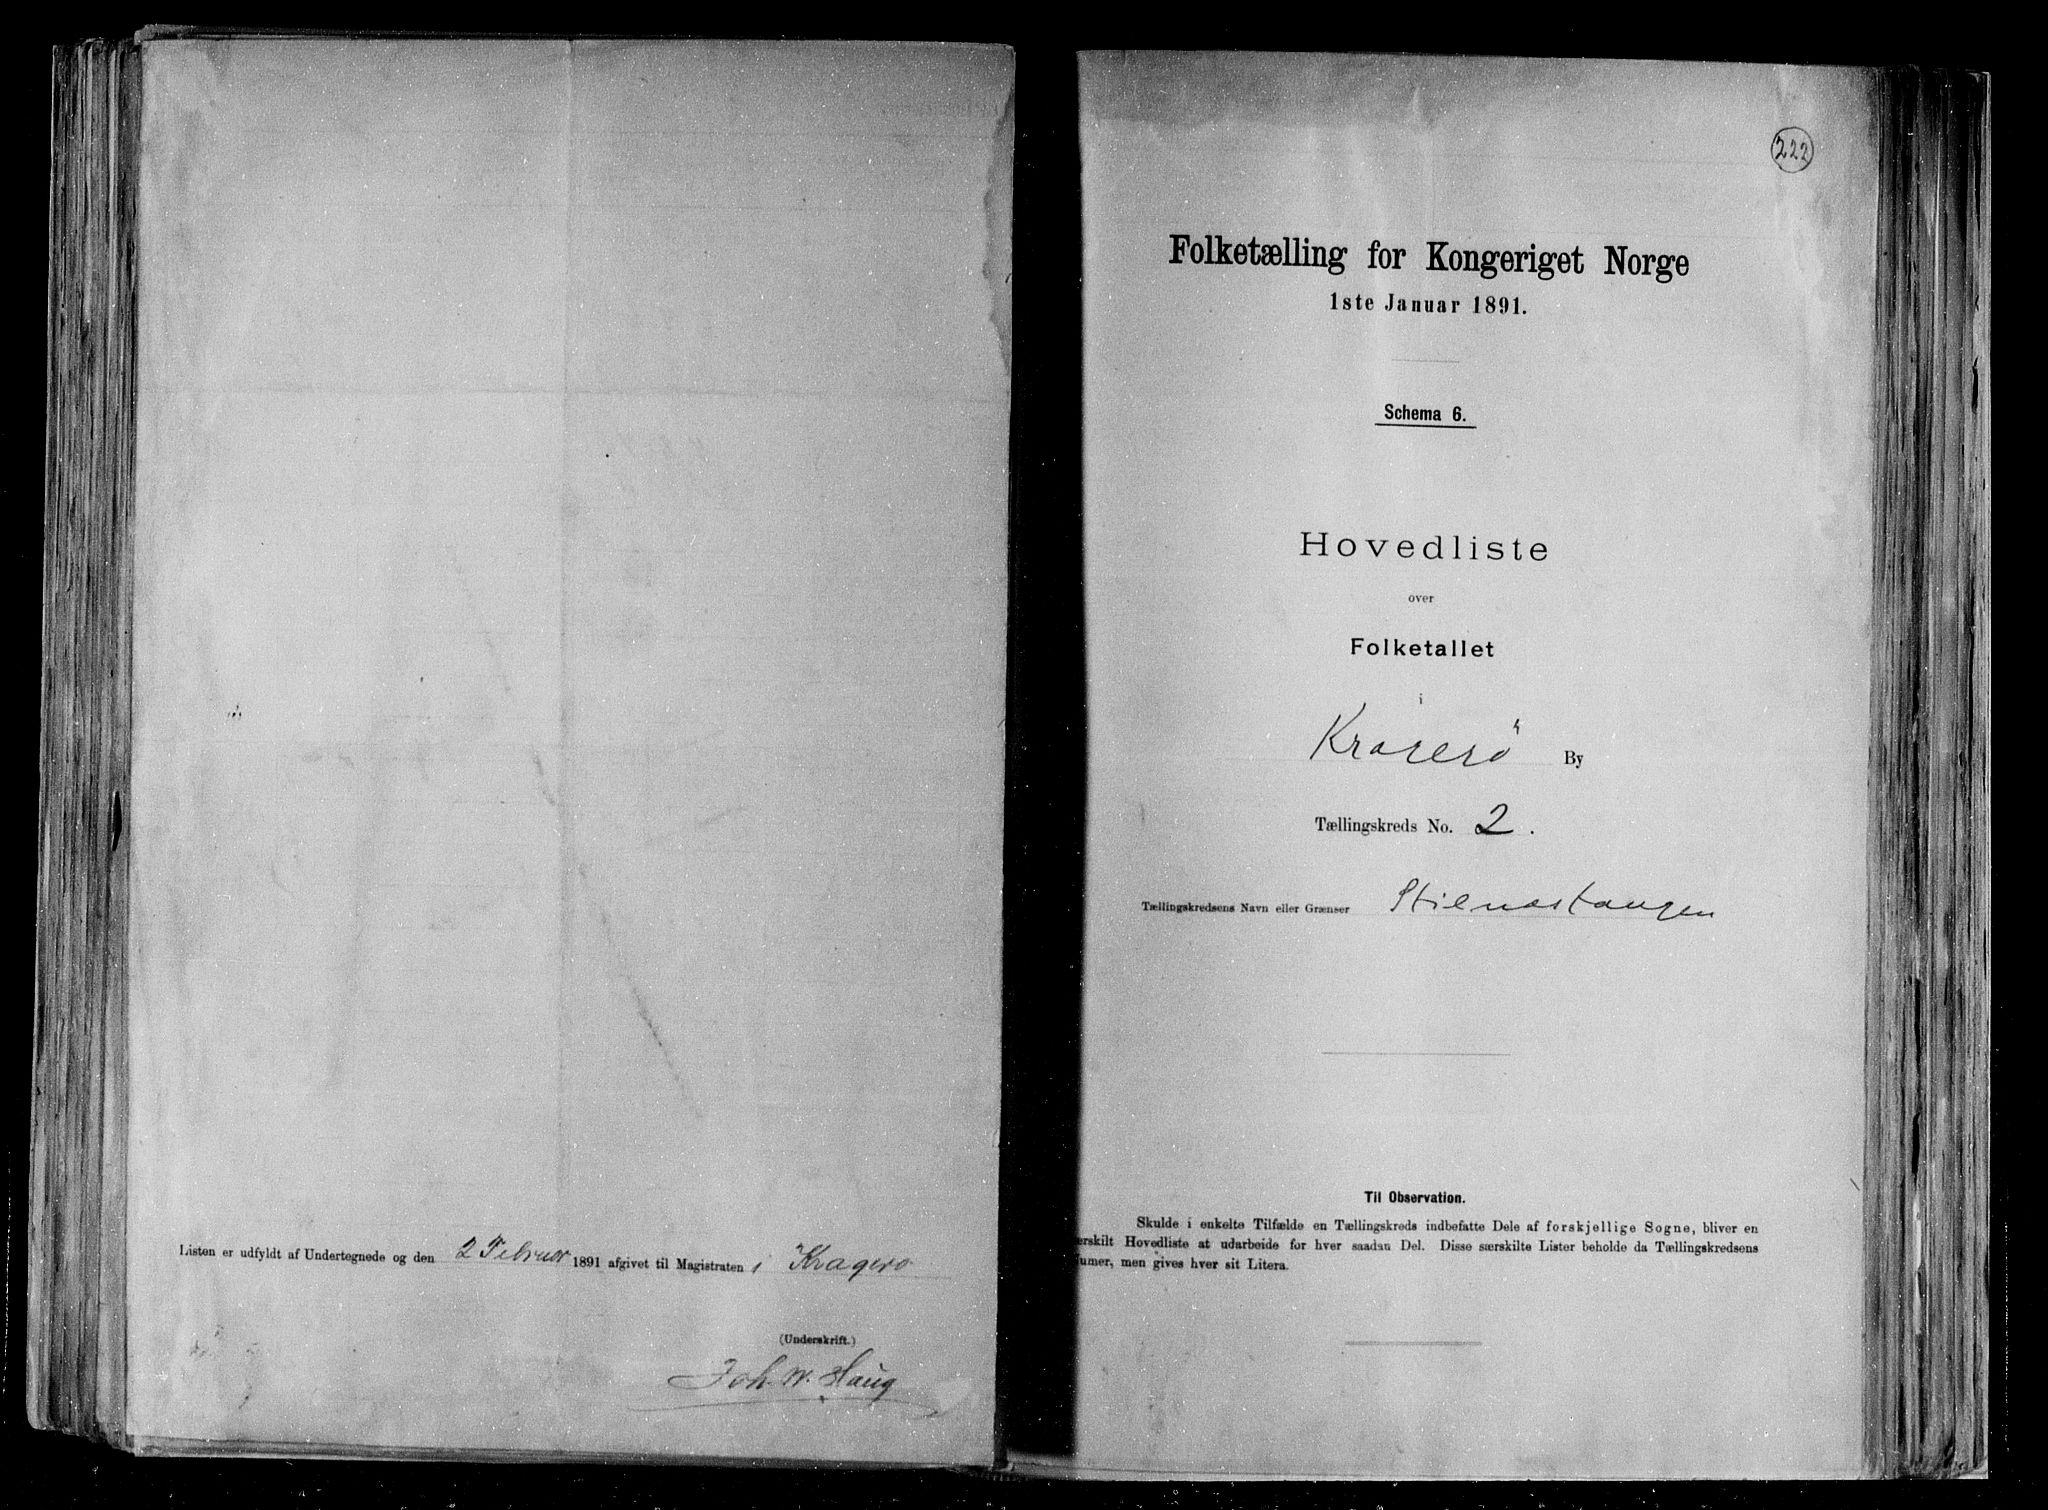 Listen er udfyldt af Undertegnede og den 2 Februar 1891 afgivet til Magistraten i Kragerø
(Underskrift.)
Joh. W. Haug
222
Folketælling for Kongeriget Norge
1ste Januar 1891.
Schema 6.
Hovedliste
over
Folketallet
i
Kragerø By
Tællingskreds No. 2.
Tællingskredsens Navn eller Grænser Stilnestangen
Til Observation.
Skulde i enkelte Tilfælde en Tællingskreds indbefatte Dele af forskjellige Sogne, bliver en
ærskilt Hovedliste at udarbeide for hver saadan Del. Disse særskilte Lister beholde da Tællingskredsens
umer, men gives hver sit Litera.